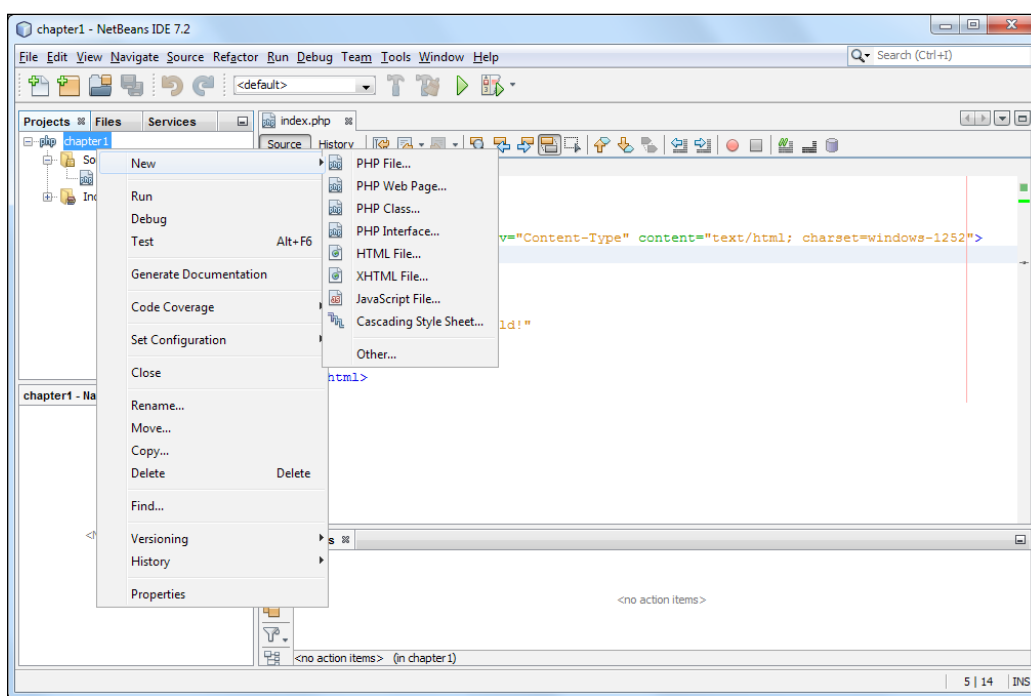 chapter1 - NetBeans IDE 7.2
File Edit View Navigate Source Refactor Run Debug Team Tools Window Help
Search (Ctrl+I)
<default>
Projects Files Services
index.php
php chapter1
Source History
So
Inc
New
Run
Debug
Test Alt+F6
Generate Documentation
Code Coverage
Set Configuration
Close
Rename...
Move...
Copy...
Delete Delete
Find...
Versioning
History
Properties
PHP File...
PHP Web Page...
PHP Class...
PHP Interface...
HTML File...
XHTML File...
JavaScript File...
Cascading Style Sheet...
Other...
v="Content-Type" content="text/html; charset=windows-1252">
ld!"
html>
chapter1 - Na
s
<no action items>
<no action items> (in chapter1)
5 | 14 INS